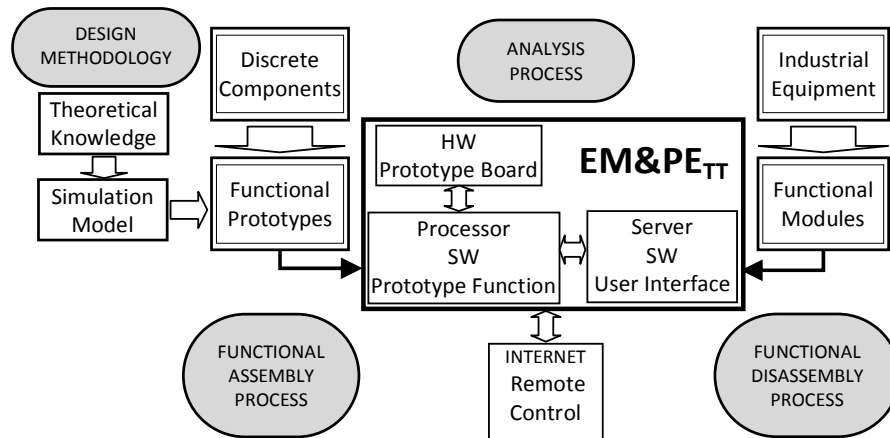 DESIGN
METHODOLOGY
Theoretical
Knowledge
Simulation
Model
Discrete
Components
Functional
Prototypes
ANALYSIS
PROCESS
HW
Prototype Board
EM&PETT
Processor
SW
Prototype Function
Server
SW
User Interface
Industrial
Equipment
Functional
Modules
FUNCTIONAL
ASSEMBLY
PROCESS
INTERNET
Remote
Control
FUNCTIONAL
DISASSEMBLY
PROCESS